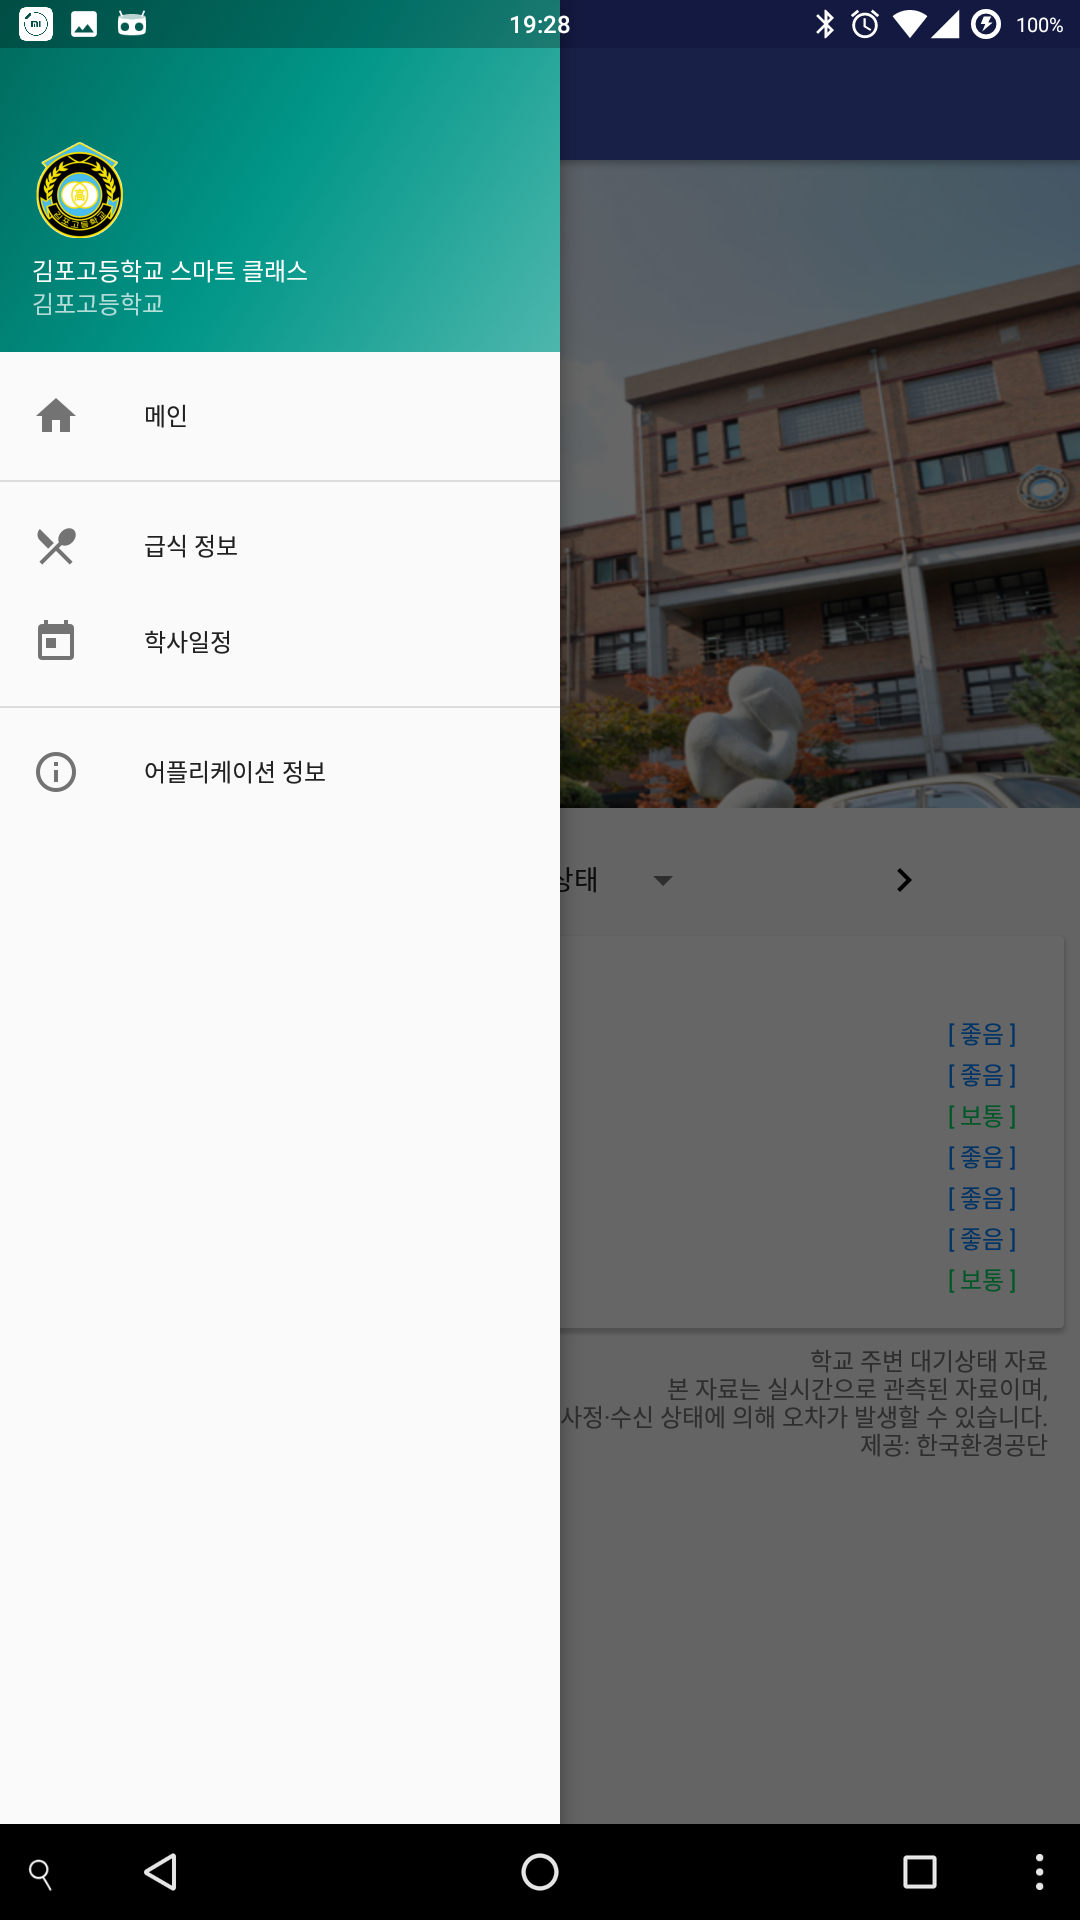 19:28
100%
김포고등학교 스마트 클래스
김포고등학교
메인
급식 정보
학사일정
어플리케이션 정보
상태
[ 좋음 ]
[ 좋음 ]
[ 보통 ]
[ 좋음 ]
[ 좋음 ]
[ 좋음 ]
[ 보통 ]
학교 주변 대기상태 자료
본 자료는 실시간으로 관측된 자료이며,
사정·수신 상태에 의해 오차가 발생할 수 있습니다.
제공: 한국환경공단